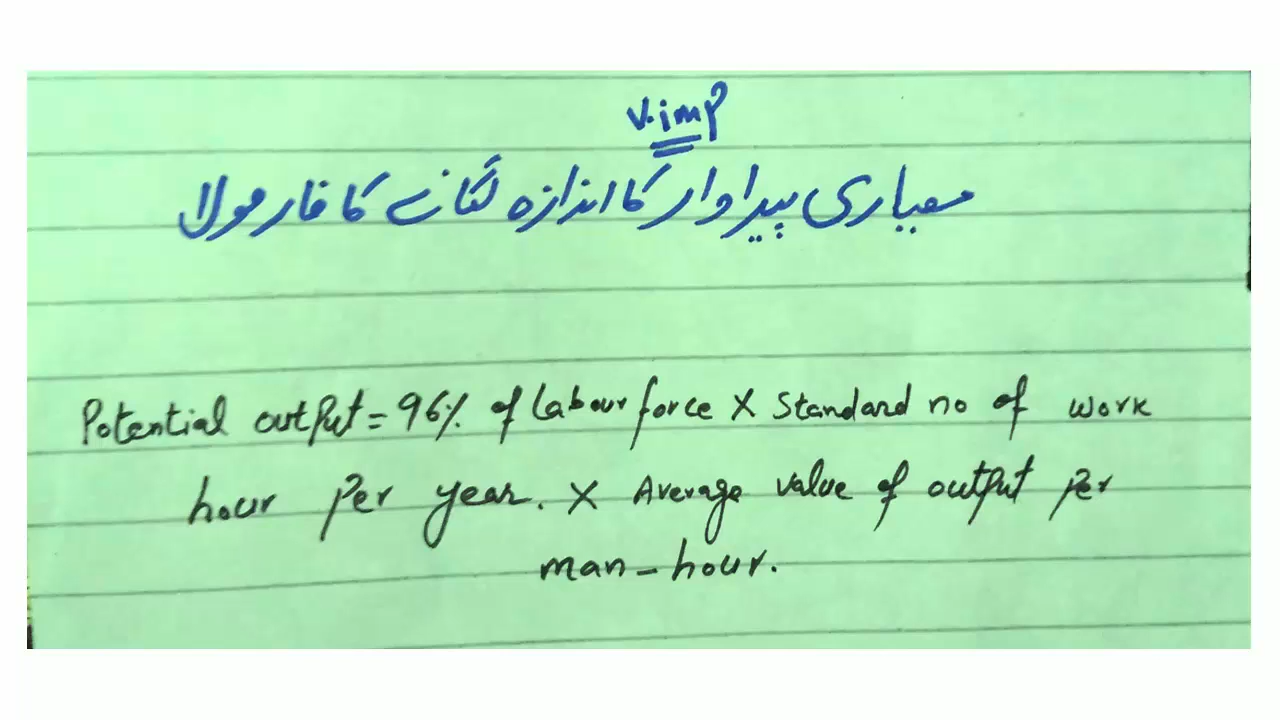 V.imp
معیاری پیداوار کا اندازہ لگانے کا فارمولا
Potential output = 96% of Labour force X Standard no of work
hour per year. X Average value of output per
man-hour.